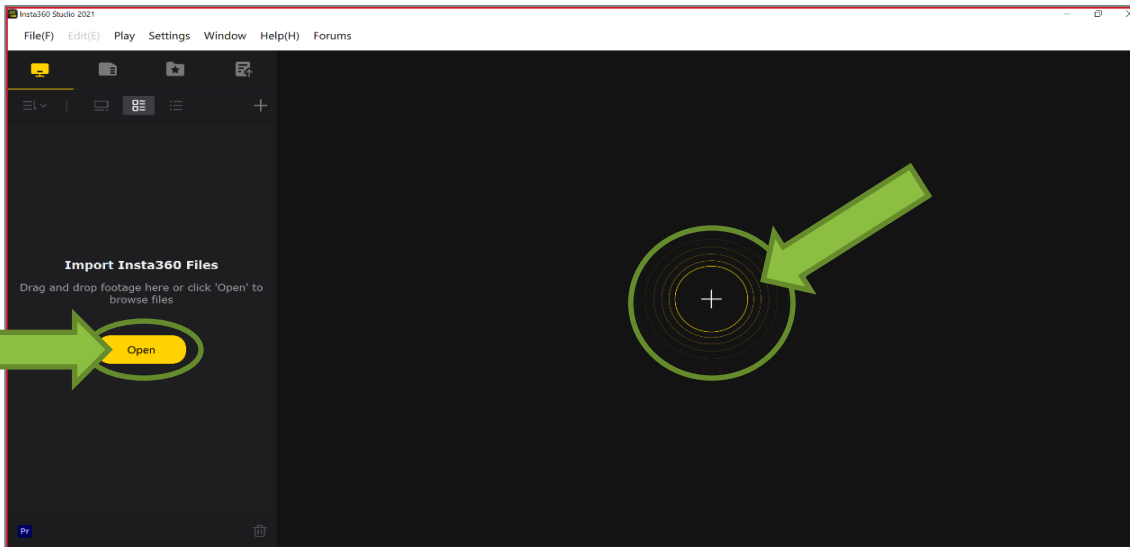 Insta360 Studio 2021
File(F) Edit(E) Play Settings Window Help(H) Forums
Import Insta360 Files
Drag and drop footage here or click 'Open' to
browse files
Open
Pr